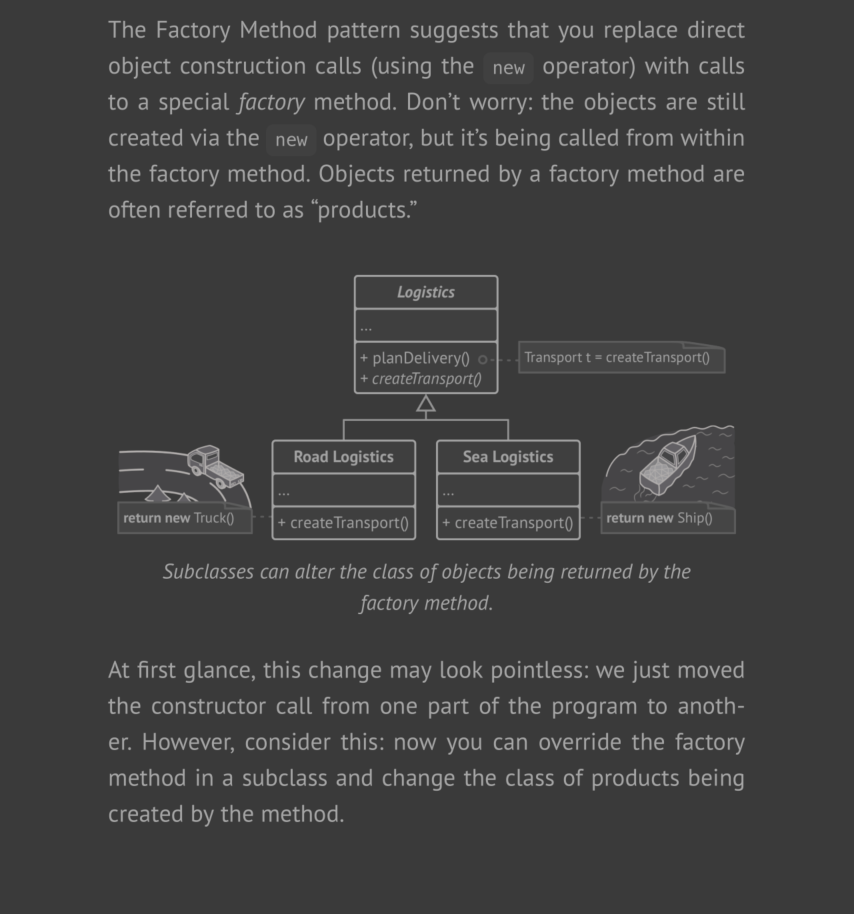 The Factory Method pattern suggests that you replace direct
object construction calls (using the new operator) with calls
to a special factory method. Don’t worry: the objects are still
created via the new operator, but it’s being called from within
the factory method. Objects returned by a factory method are
often referred to as “products.”
Logistics
...
+ planDelivery()
+ createTransport()
Transport t = createTransport()
Road Logistics
...
+ createTransport()
return new Truck()
Sea Logistics
...
+ createTransport()
return new Ship()
Subclasses can alter the class of objects being returned by the
factory method.
At first glance, this change may look pointless: we just moved
the constructor call from one part of the program to anoth-
er. However, consider this: now you can override the factory
method in a subclass and change the class of products being
created by the method.